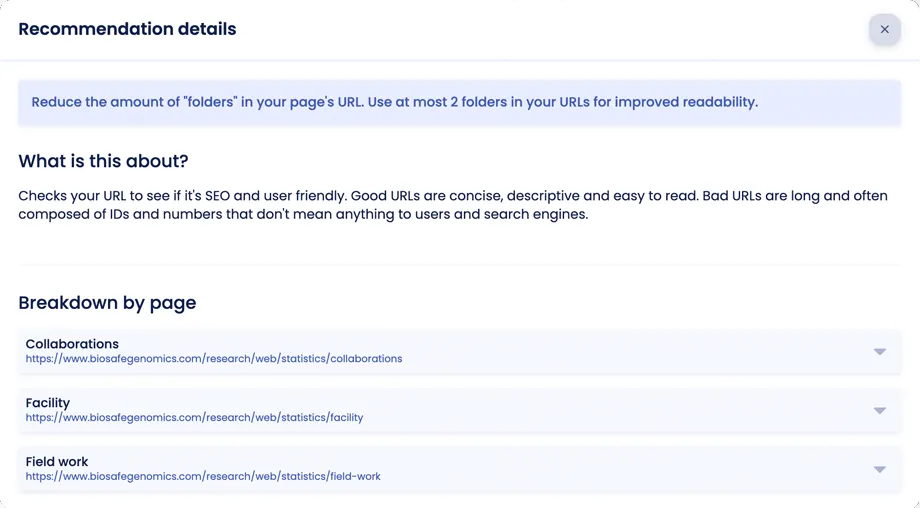 Recommendation details
Reduce the amount of "folders" in your page's URL. Use at most 2 folders in your URLs for improved readability.
What is this about?
Checks your URL to see if it's SEO and user friendly. Good URLs are concise, descriptive and easy to read. Bad URLs are long and often
composed of IDs and numbers that don't mean anything to users and search engines.
Breakdown by page
Collaborations
https://www.biosafegenomics.com/research/web/statistics/collaborations
Facility
https://www.biosafegenomics.com/research/web/statistics/facility
Field work
https://www.biosafegenomics.com/research/web/statistics/field-work